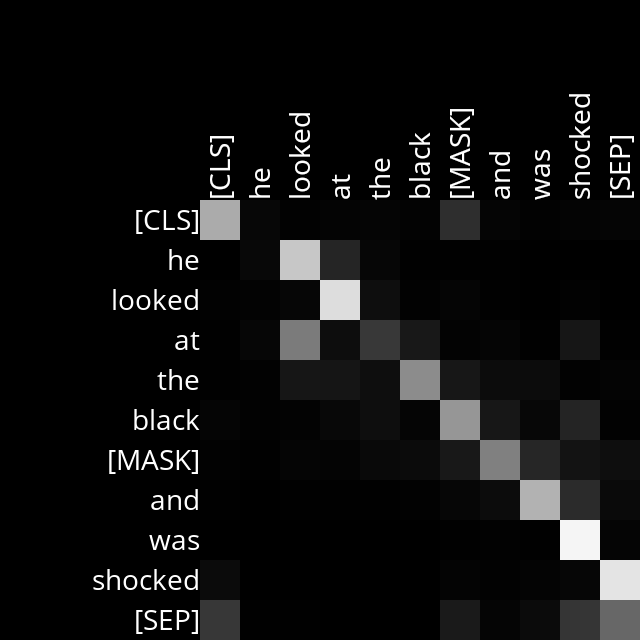 [CLS] he looked at the black [MASK] and was shocked [SEP]
[CLS]
he
looked
at
the
black
[MASK]
and
was
shocked
[SEP]